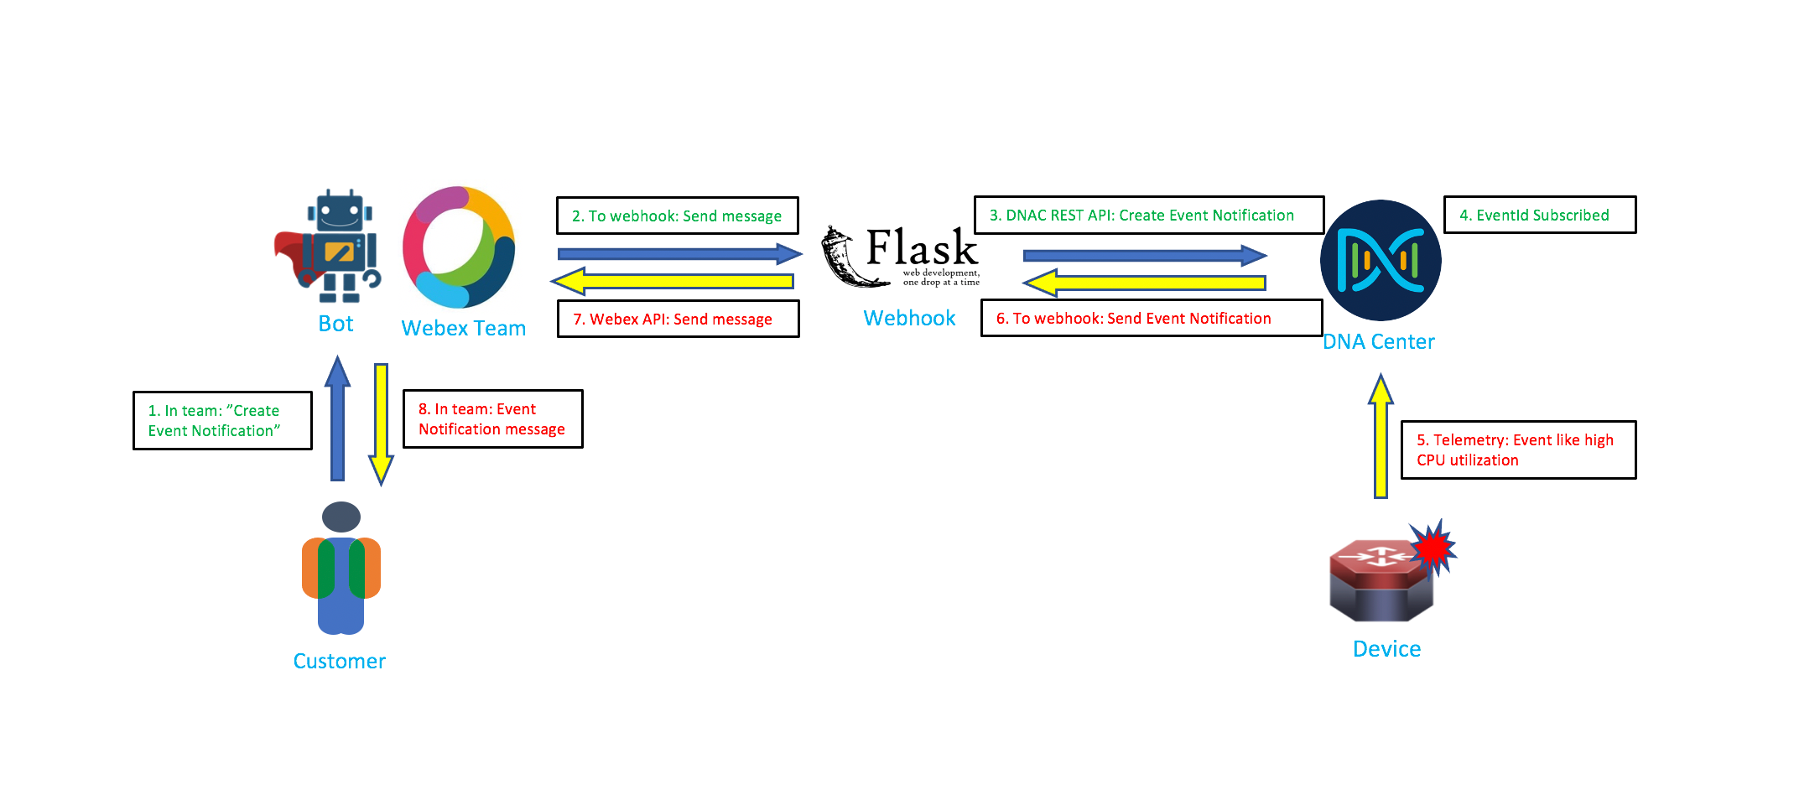 2. To webhook: Send message
3. DNAC REST API: Create Event Notification
4. EventId Subscribed
Flask
web development,
one drop at a time
Bot
Webex Team
7. Webex API: Send message
Webhook
6. To webhook: Send Event Notification
DNA Center
1. In team: ”Create
Event Notification”
8. In team: Event
Notification message
5. Telemetry: Event like high
CPU utilization
Customer
Device